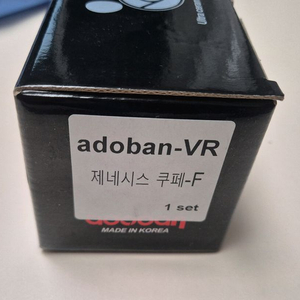 adoban-VR
제네시스 쿠페-F
1 set
adoban
MADE IN KOREA